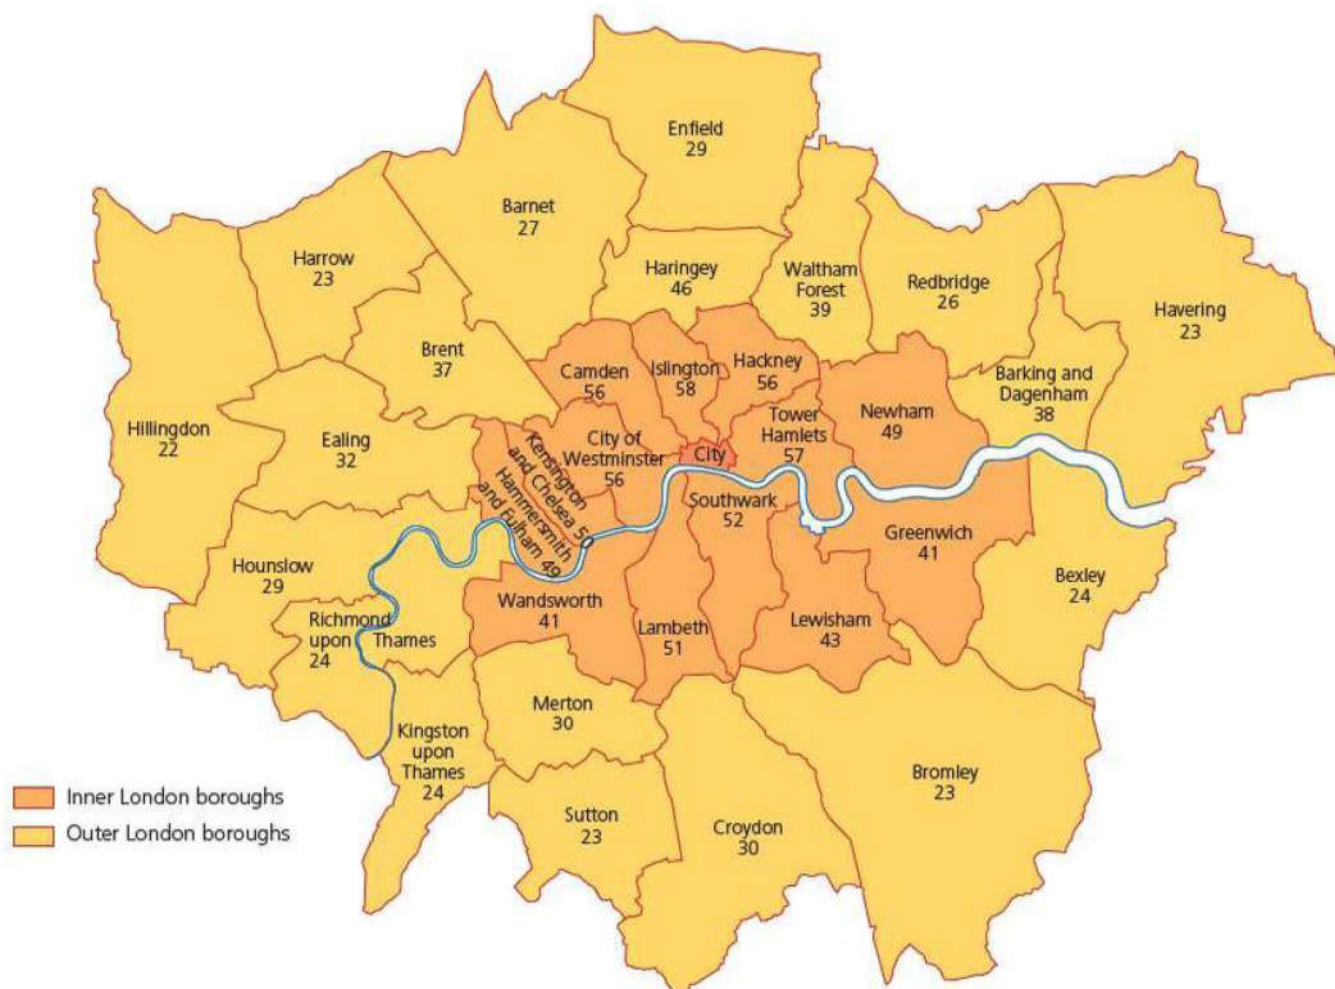 Enfield
29
Barnet
27
Harrow
23
Haringey
46
Waltham
Forest
39
Redbridge
26
Havering
23
Brent
37
Camden
56
Islington
58
Hackney
56
Barking and
Dagenham
38
Newham
49
Tower
Hamlets
57
Hillingdon
22
Ealing
32
City of
Westminster
56
City
Kensington
and Chelsea 50
Hammersmith
and Fulham 49
Southwark
52
Greenwich
41
Bexley
24
Hounslow
29
Richmond
upon Thames
24
Wandsworth
41
Lambeth
51
Lewisham
43
Merton
30
Kingston
upon
Thames
24
Bromley
23
Sutton
23
Croydon
30
Inner London boroughs
Outer London boroughs